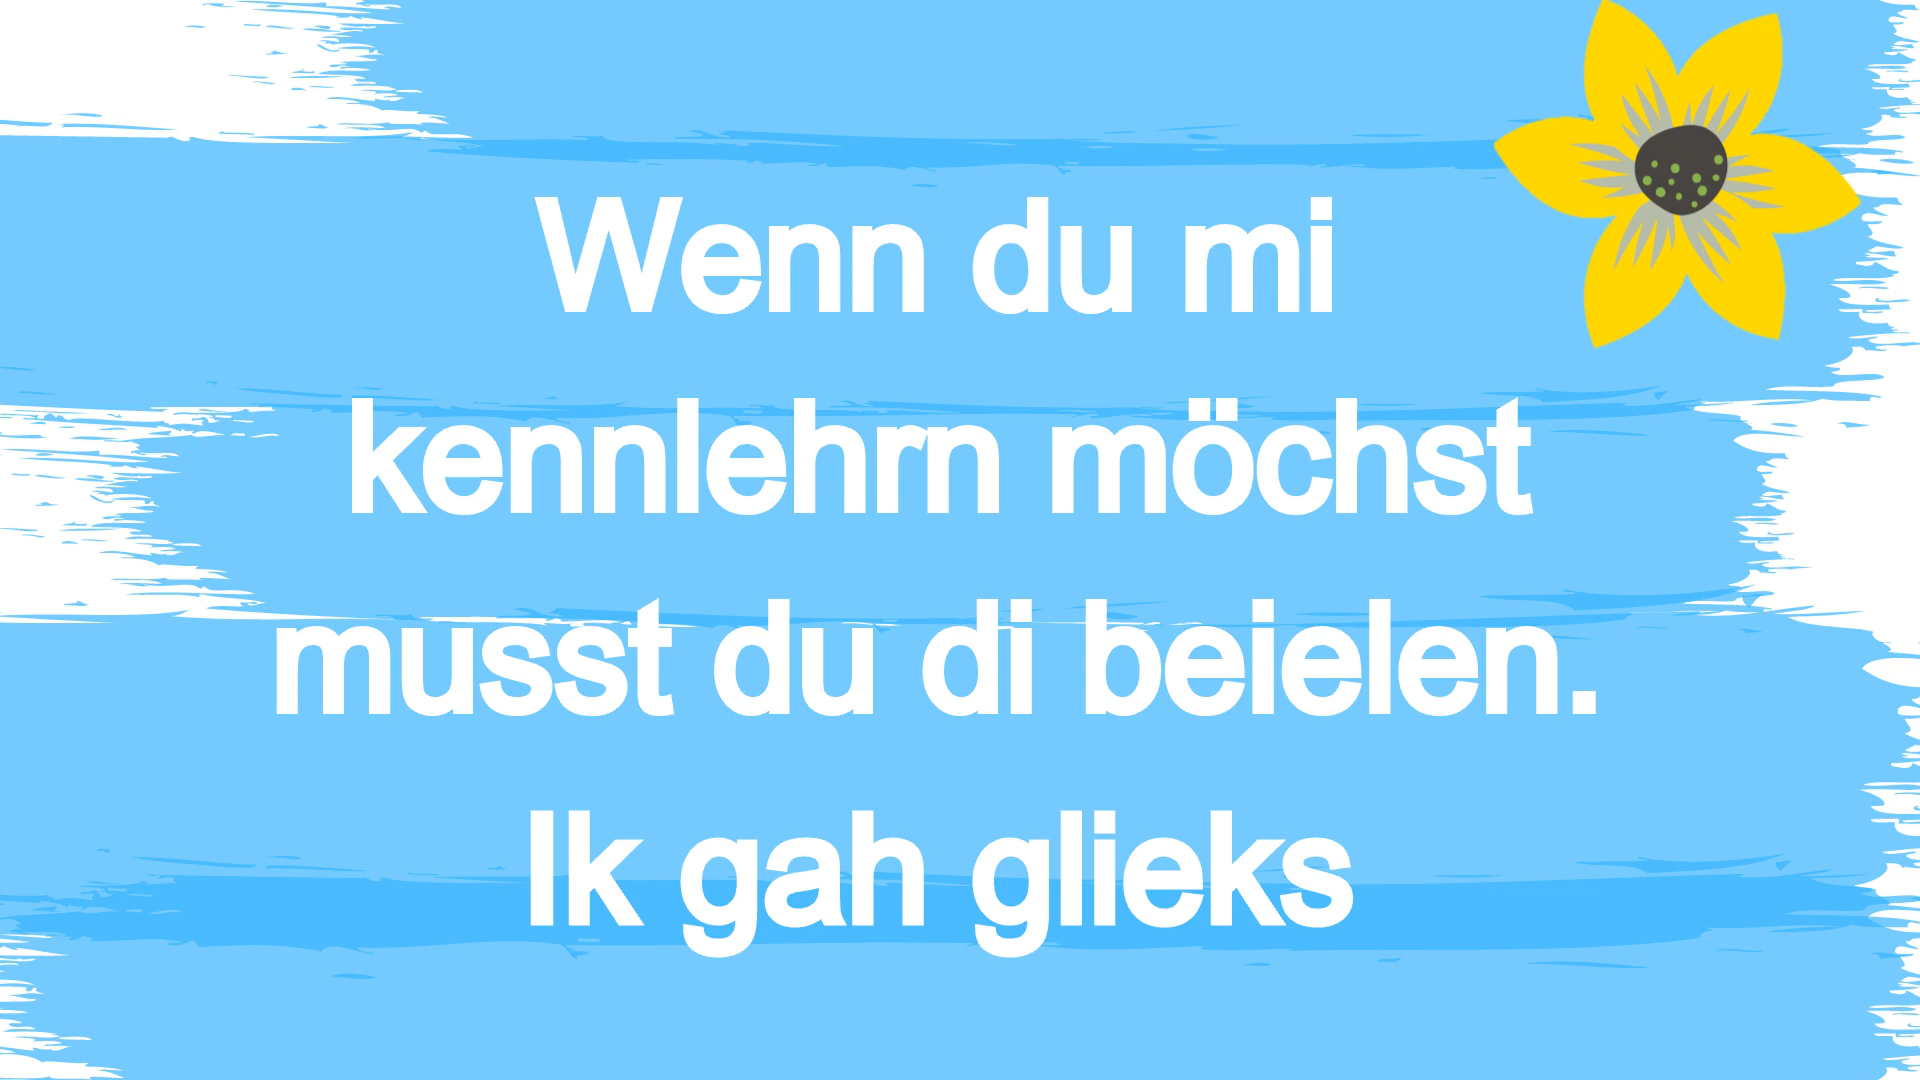 Wenn du mi
kennlehrn möchst
musst du di beielen.
Ik gah glieks